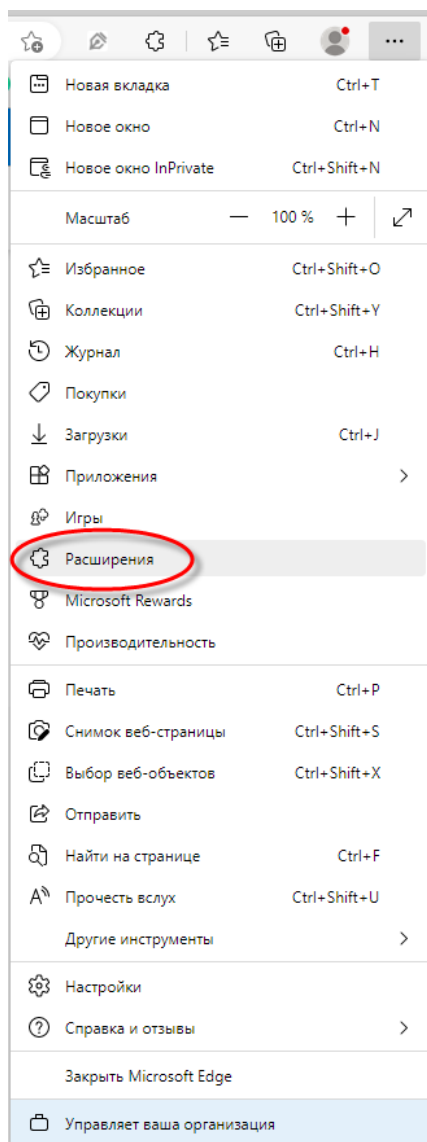 Новая вкладка Ctrl+T
Новое окно Ctrl+N
Новое окно InPrivate Ctrl+Shift+N
Масштаб — 100 % +
Избранное Ctrl+Shift+O
Коллекции Ctrl+Shift+Y
Журнал Ctrl+H
Покупки
Загрузки Ctrl+J
Приложения
Игры
Расширения
Microsoft Rewards
Производительность
Печать Ctrl+P
Снимок веб-страницы Ctrl+Shift+S
Выбор веб-объектов Ctrl+Shift+X
Отправить
Найти на странице Ctrl+F
Прочесть вслух Ctrl+Shift+U
Другие инструменты
Настройки
Справка и отзывы
Закрыть Microsoft Edge
Управляет ваша организация